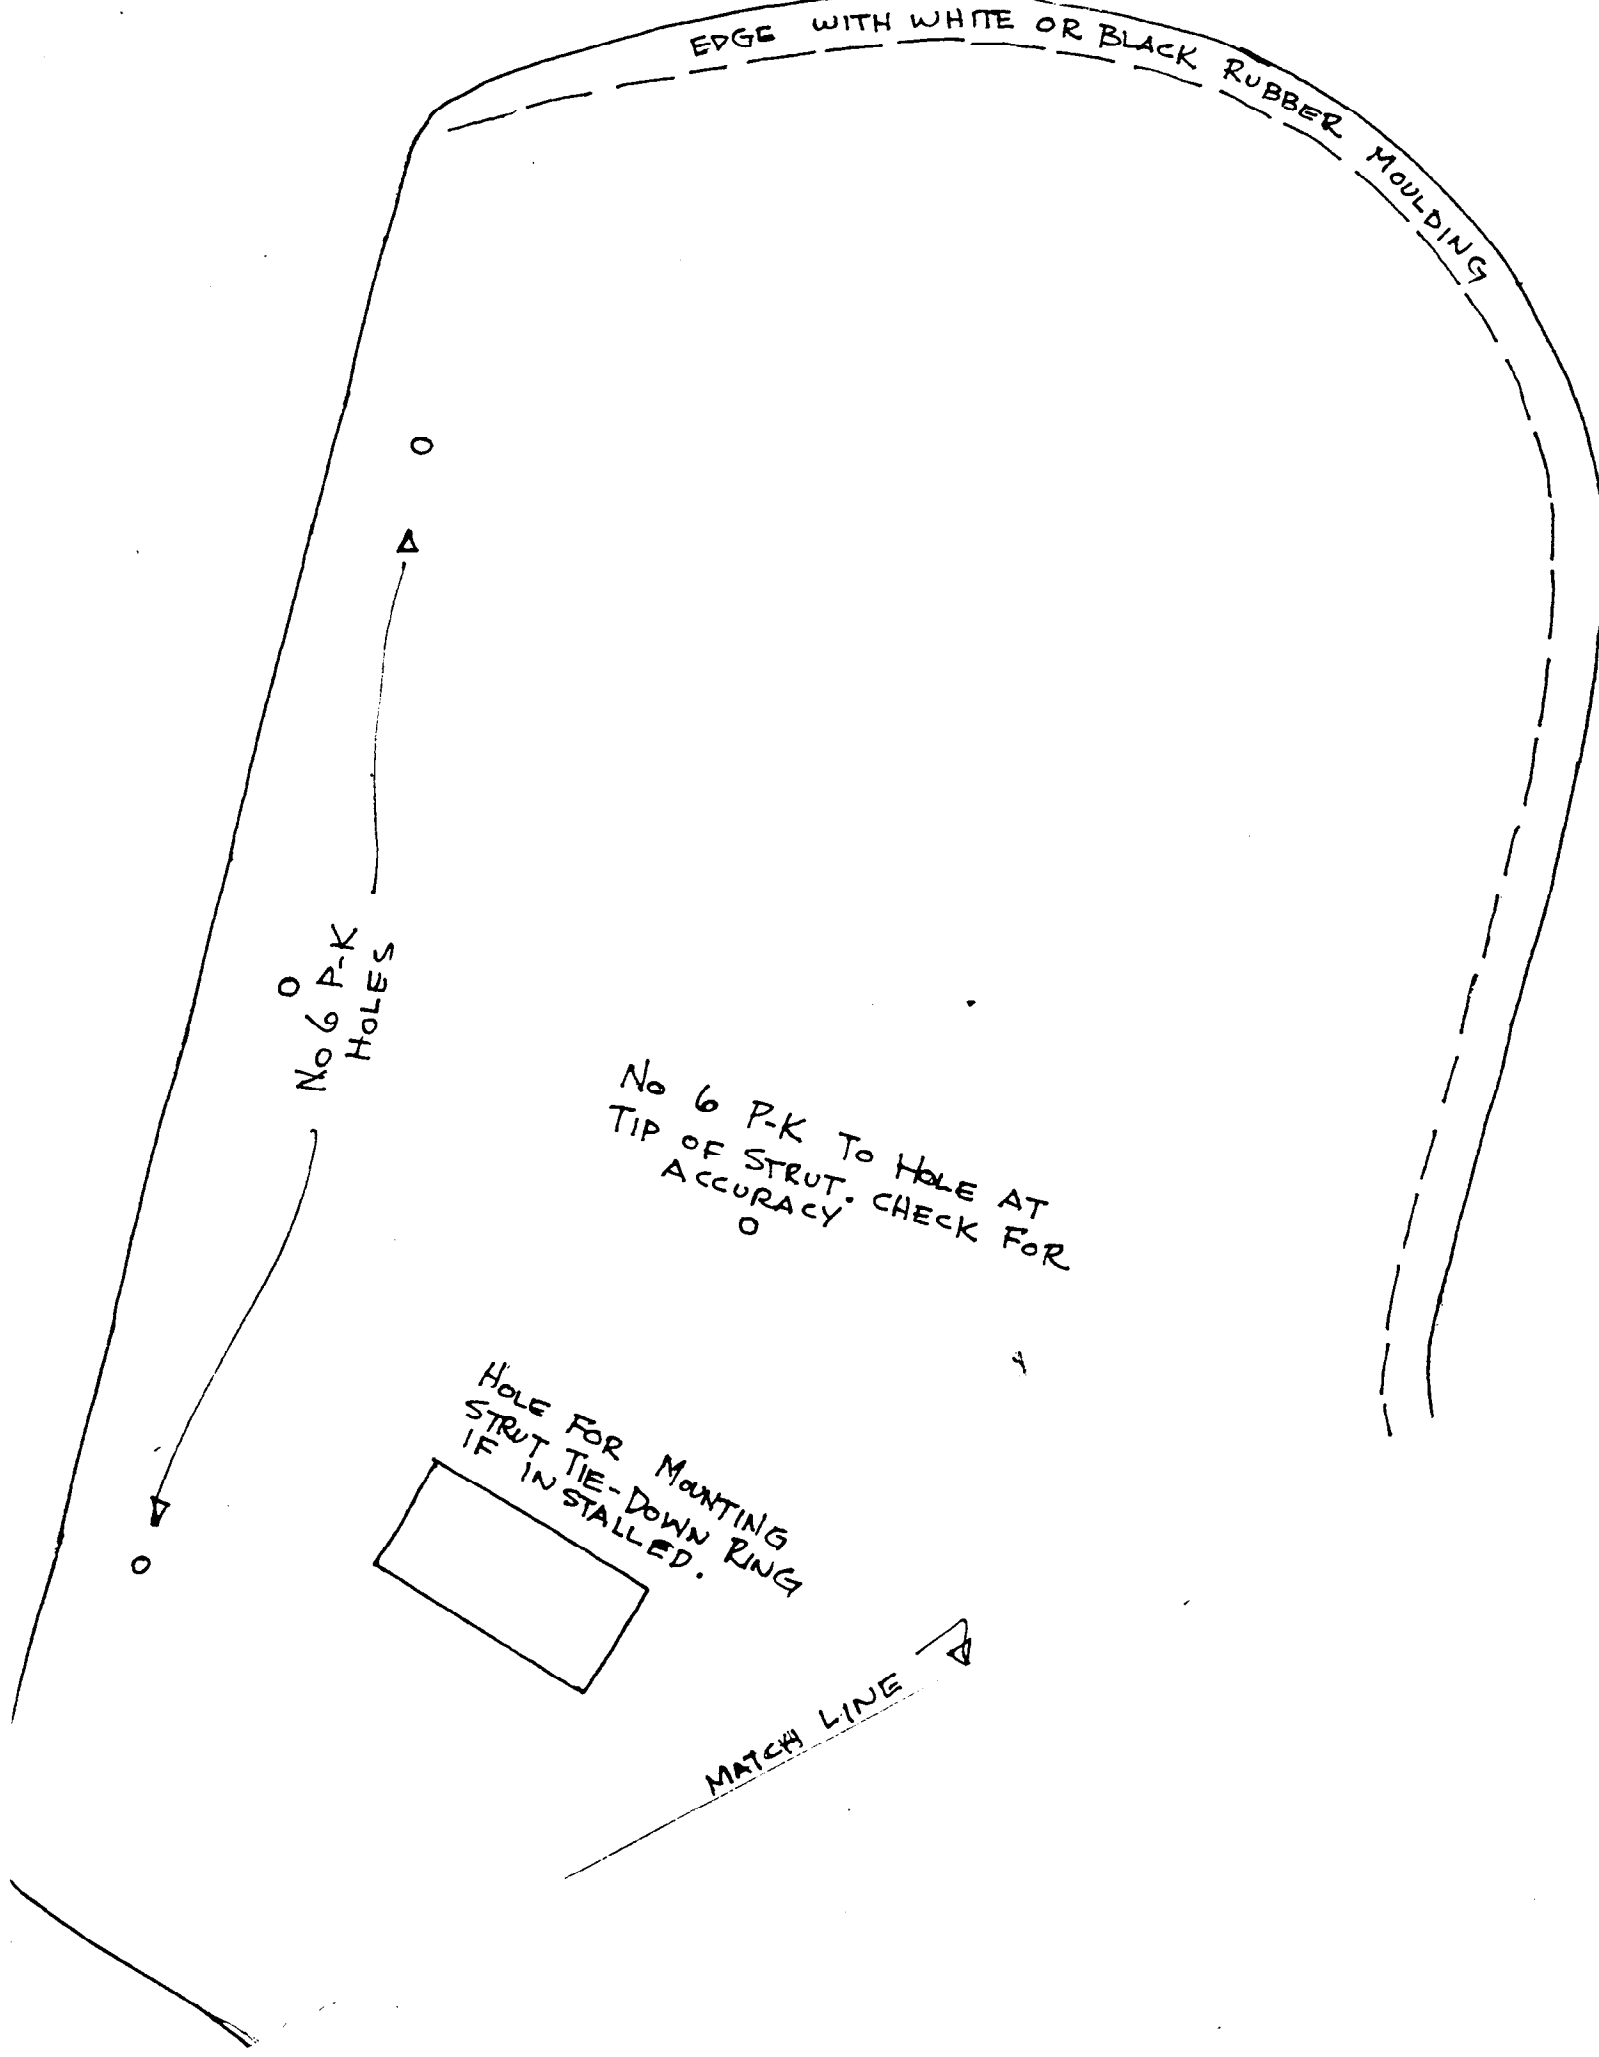 EDGE WITH WHITE OR BLACK RUBBER MOULDING
No 6 P-K
HOLES
No 6 P-K TO HOLE AT
TIP OF STRUT. CHECK FOR
ACCURACY
HOLE FOR MOUNTING
STRUT TIE-DOWN RING
IF INSTALLED.
MATCH LINE